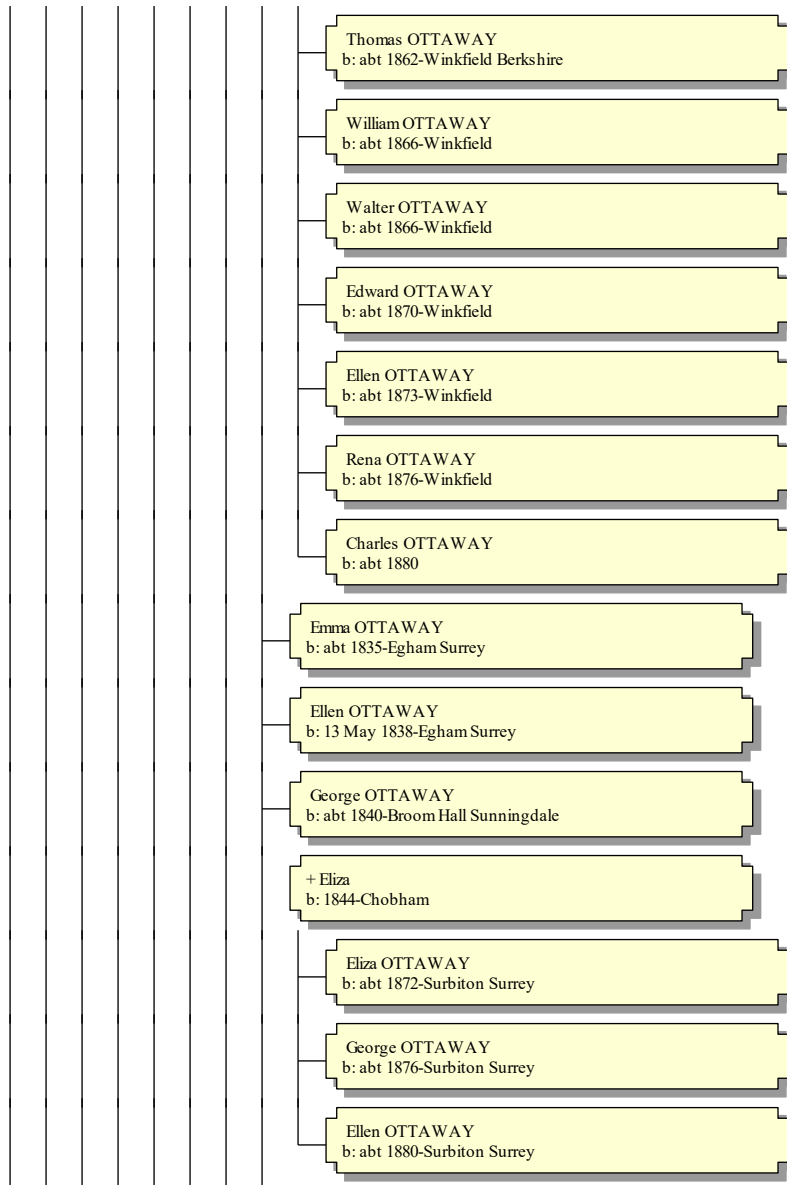 Thomas OTTAWAY
b: abt 1862-Winkfield Berkshire
William OTTAWAY
b: abt 1866-Winkfield
Walter OTTAWAY
b: abt 1866-Winkfield
Edward OTTAWAY
b: abt 1870-Winkfield
Ellen OTTAWAY
b: abt 1873-Winkfield
Rena OTTAWAY
b: abt 1876-Winkfield
Charles OTTAWAY
b: abt 1880
Emma OTTAWAY
b: abt 1835-Egham Surrey
Ellen OTTAWAY
b: 13 May 1838-Egham Surrey
George OTTAWAY
b: abt 1840-Broom Hall Sunningdale
+ Eliza
b: 1844-Chobham
Eliza OTTAWAY
b: abt 1872-Surbiton Surrey
George OTTAWAY
b: abt 1876-Surbiton Surrey
Ellen OTTAWAY
b: abt 1880-Surbiton Surrey